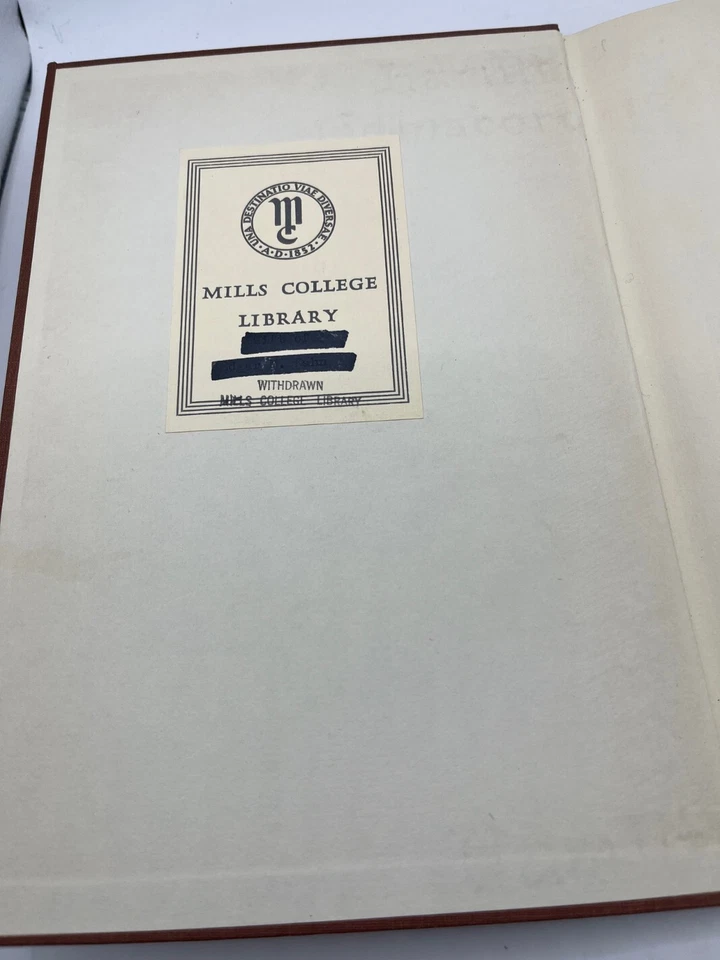 UNA DESTINATIO VIAE DIVERSAE
mc
· A · D · 1852 ·
MILLS COLLEGE
LIBRARY
WITHDRAWN
MILLS COLLEGE LIBRARY